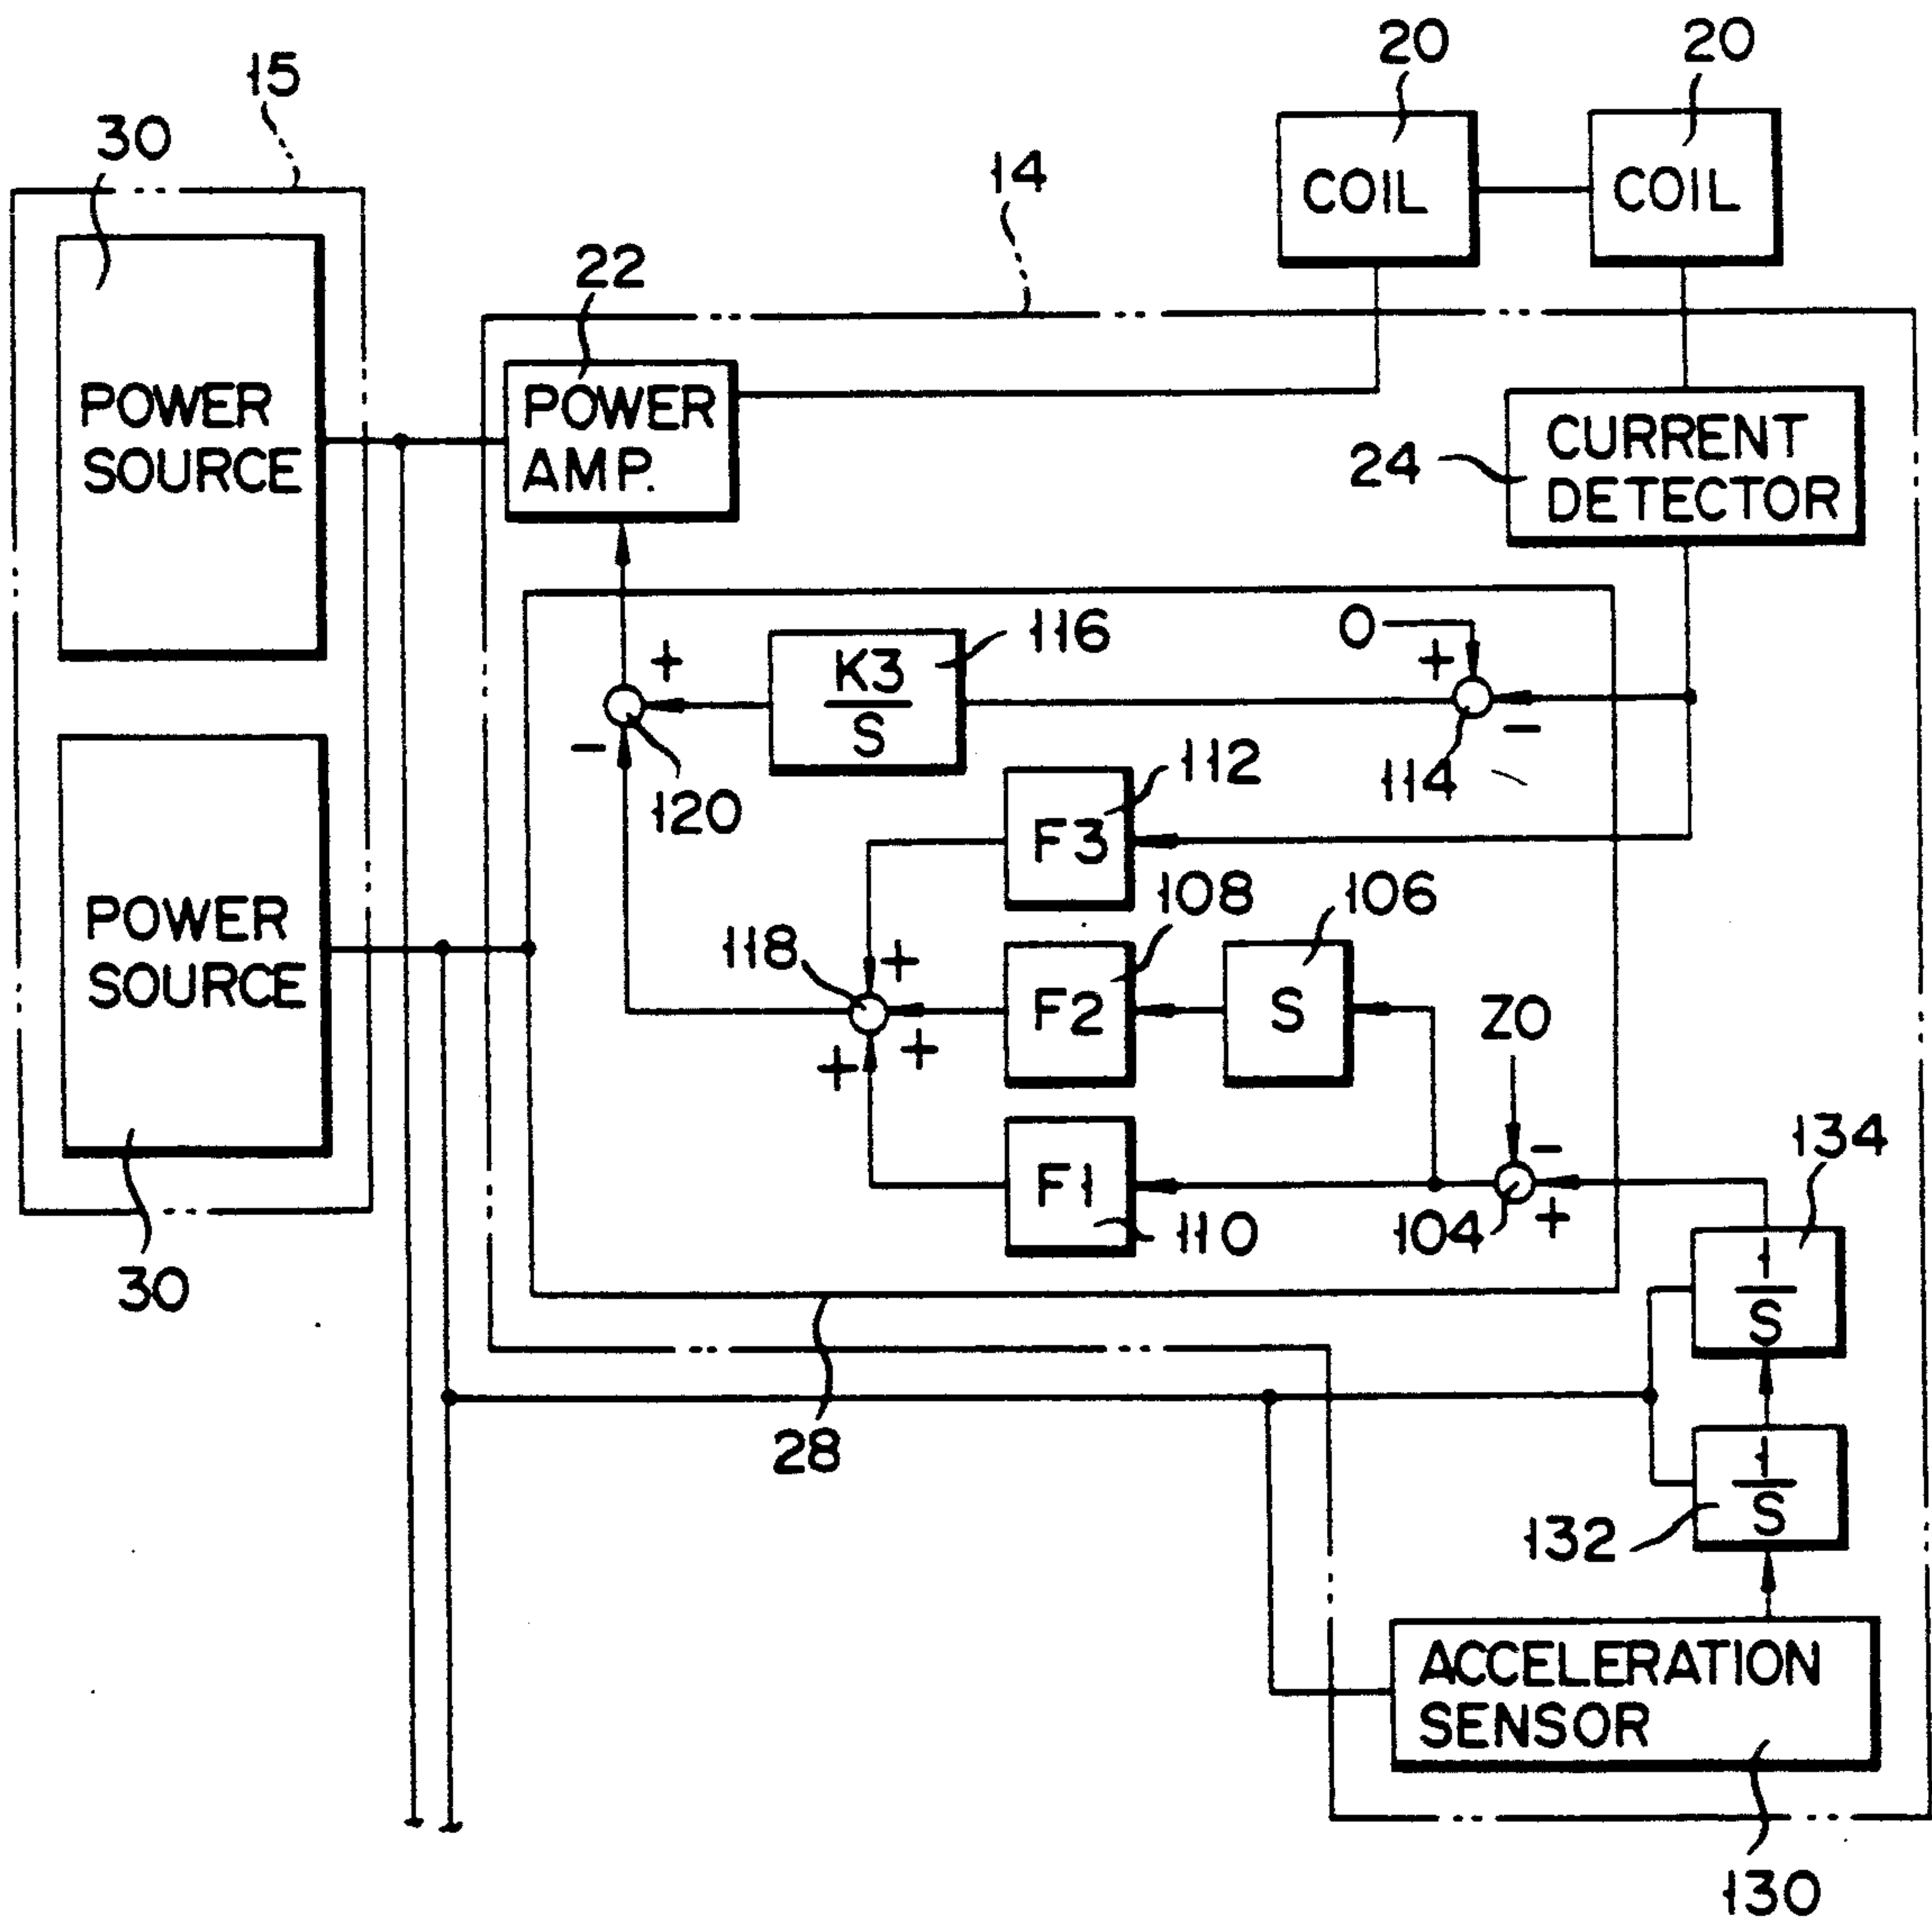 20
20
15
30
14
COIL
COIL
22
POWER
SOURCE
POWER
AMP.
24
CURRENT
DETECTOR
+
K3
S
116
0
+
-
-
120
112
114
F3
108
106
POWER
SOURCE
118
+
F2
S
ZO
+
+
-
134
F1
110
104
+
30
1
S
28
1
S
132
ACCELERATION
SENSOR
130